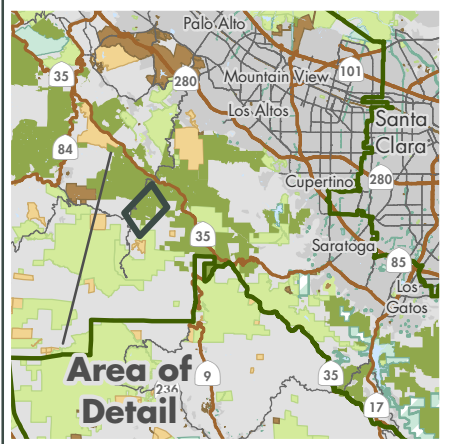 Palo Alto
35
280
Mountain View
101
Los Altos
Santa
Clara
84
Cupertino
280
35
Saratoga
85
Los
Gatos
Area of
Detail
236
9
35
17